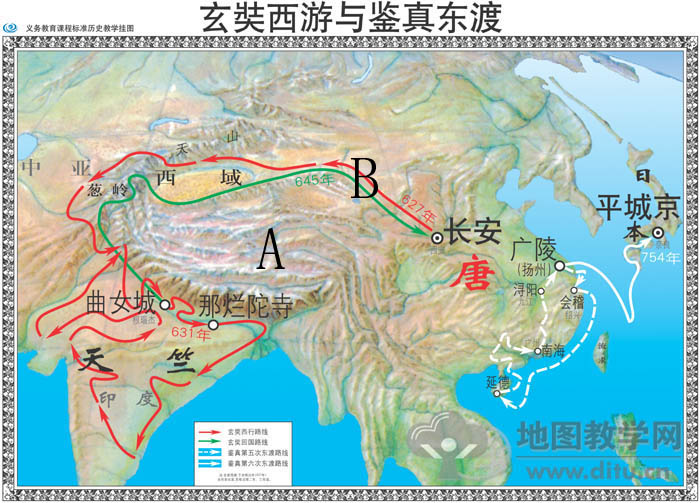 玄奘西游与鉴真东渡
义务教育课程标准历史教学挂图
天山
中亚
葱岭
西域
645年
B
627年
长安
唐
A
日本
平城京
奈良
754年
广陵
(扬州)
浔阳
九江
会稽
绍兴
曲女城
那烂陀寺
631年
天竺
印度
南海
延德
玄奘西行路线
玄奘回国路线
鉴真第五次东渡路线
鉴真第六次东渡路线
地图教学网
www.ditu.cn